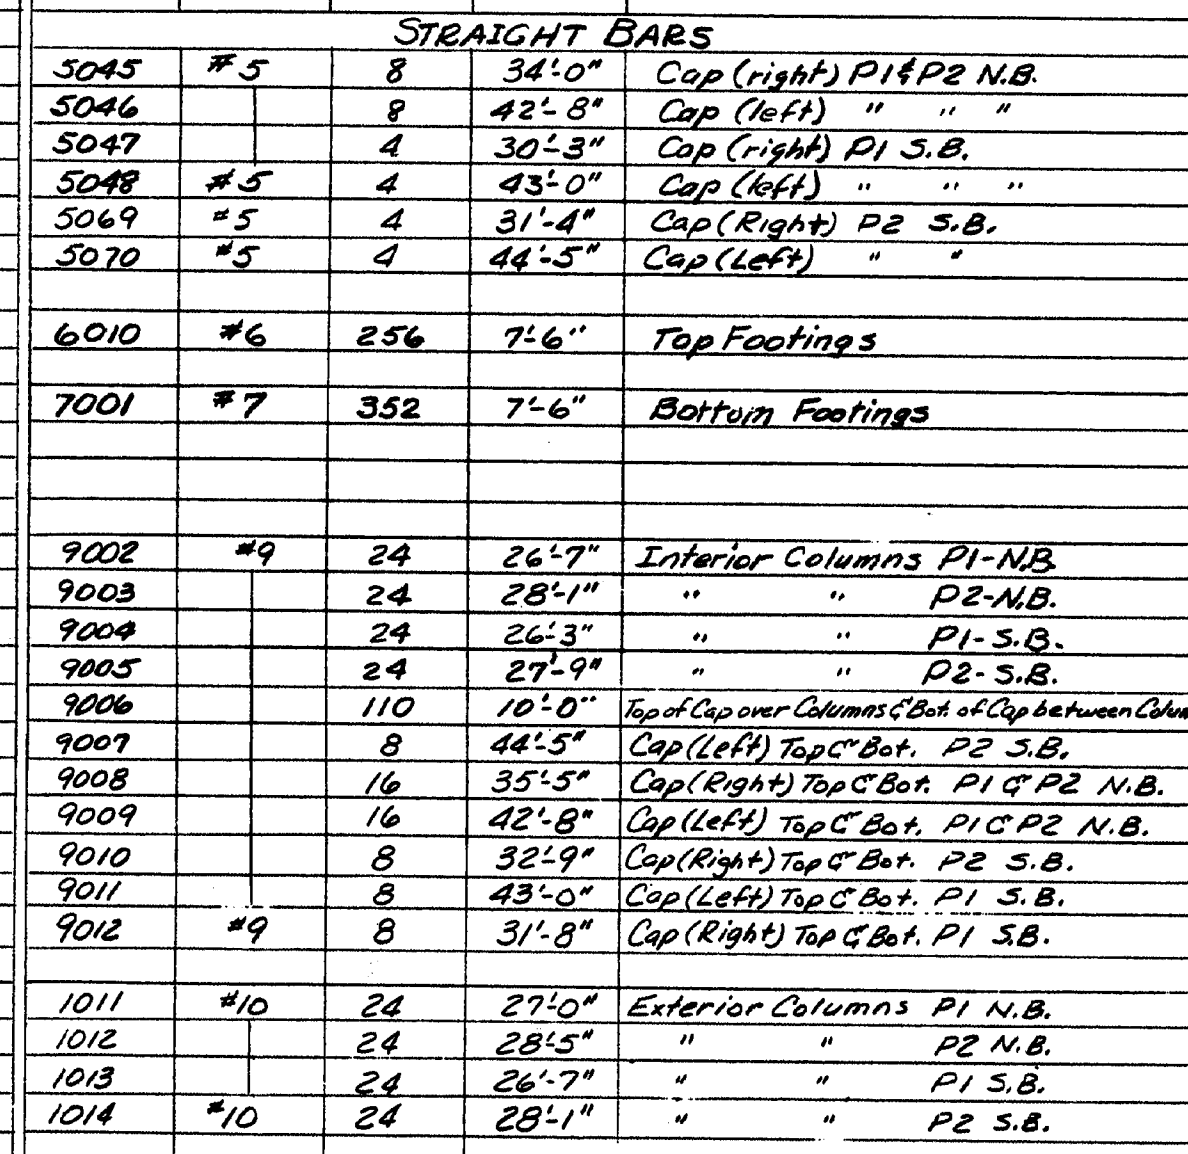 STRAIGHT BARS
5045 #5 8 34'-0" Cap (right) P1 & P2 N.B.
5046 8 42'-8" Cap (left) " " "
5047 4 30'-3" Cap (right) P1 S.B.
5048 #5 4 43'-0" Cap (left) " " "
5069 #5 4 31'-4" Cap (Right) P2 S.B.
5070 #5 4 44'-5" Cap (Left) " "
6010 #6 256 7'-6" Top Footings
7001 #7 352 7'-6" Bottom Footings
9002 #9 24 26'-7" Interior Columns P1-N.B.
9003 24 28'-1" " " P2-N.B.
9004 24 26'-3" " " P1-S.B.
9005 24 27'-9" " " P2-S.B.
9006 110 10'-0" Top of Cap over Columns & Bot. of Cap between Colum
9007 8 44'-5" Cap (Left) Top & Bot. P2 S.B.
9008 16 35'-5" Cap (Right) Top & Bot. P1 & P2 N.B.
9009 16 42'-8" Cap (Left) Top & Bot. P1 & P2 N.B.
9010 8 32'-9" Cap (Right) Top & Bot. P2 S.B.
9011 8 43'-0" Cap (Left) Top & Bot. P1 S.B.
9012 #9 8 31'-8" Cap (Right) Top & Bot. P1 S.B.
1011 #10 24 27'-0" Exterior Columns P1 N.B.
1012 24 28'-5" " " P2 N.B.
1013 24 26'-7" " " P1 S.B.
1014 #10 24 28'-1" " " P2 S.B.